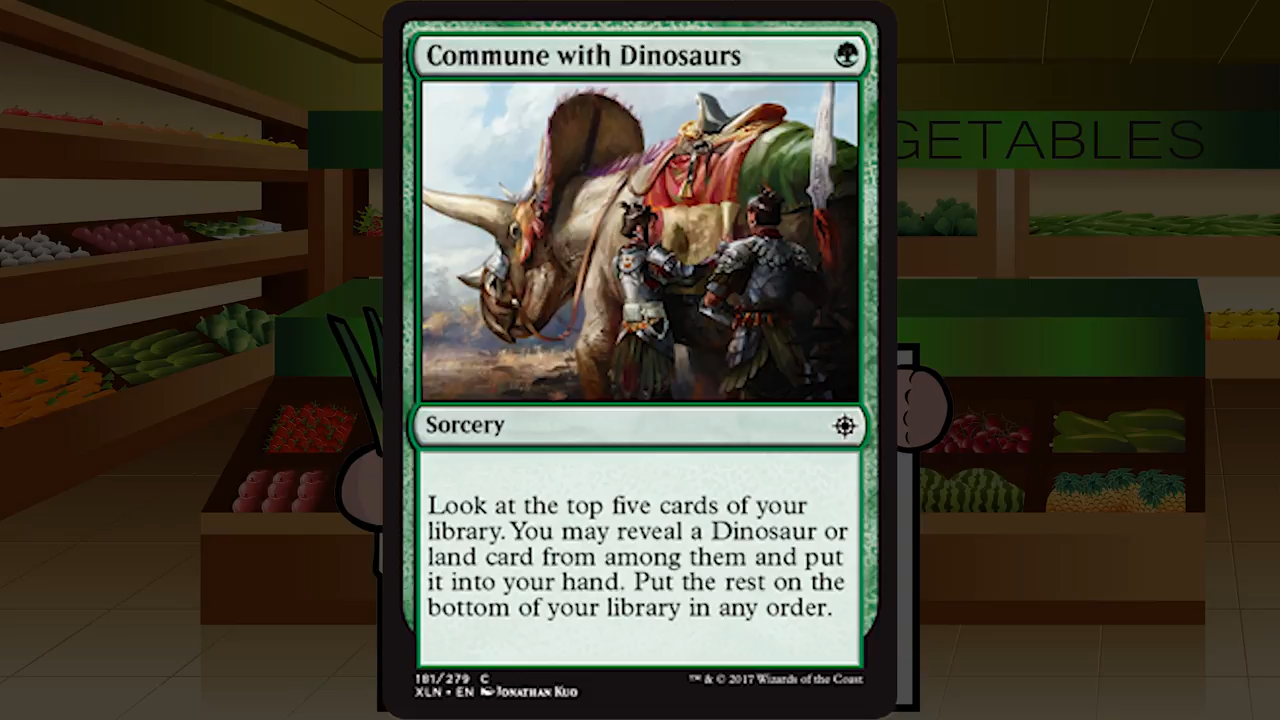 Commune with Dinosaurs
GETABLES
Sorcery
Look at the top five cards of your
library. You may reveal a Dinosaur or
land card from among them and put
it into your hand. Put the rest on the
bottom of your library in any order.
181/279 C
XLN • EN Jonathan Kuo
™ & © 2017 Wizards of the Coast